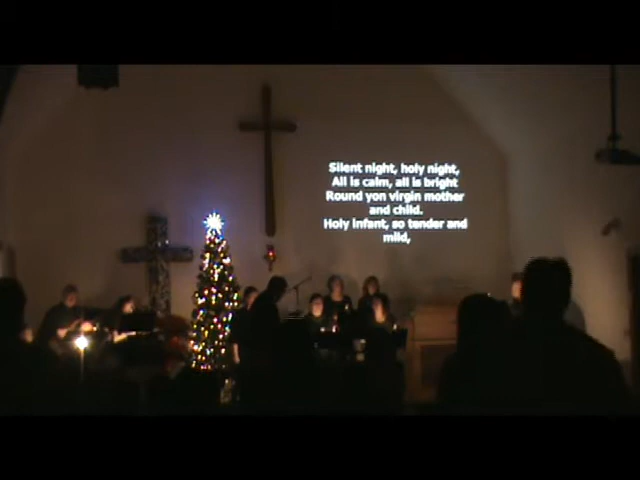 Silent night, holy night,
All is calm, all is bright
Round yon virgin mother
and child.
Holy infant, so tender and
mild,